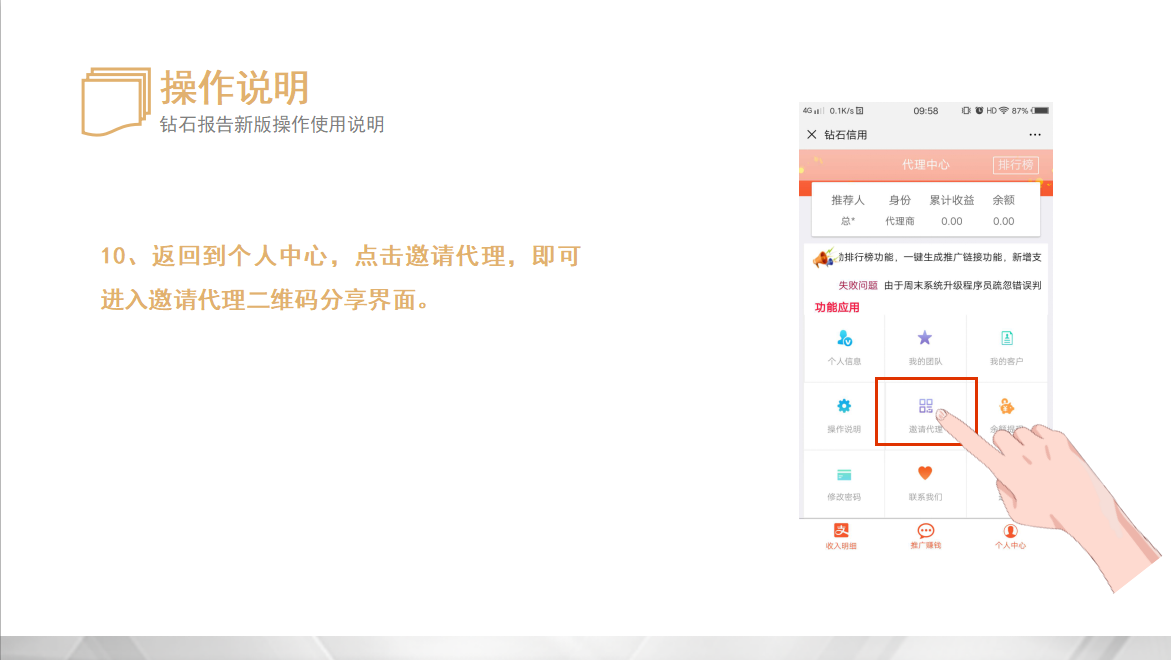 操作说明
钻石报告新版操作使用说明
10、返回到个人中心，点击邀请代理，即可
进入邀请代理二维码分享界面。
4G 0.1K/s 09:58 HD 87%
钻石信用
代理中心 排行榜
推荐人 身份 累计收益 余额
总* 代理商 0.00 0.00
排行榜功能，一键生成推广链接功能，新增支
失败问题 由于周末系统升级程序员疏忽错误判
功能应用
个人信息 我的团队 我的客户
操作说明 邀请代理
修改密码 联系我们
支
收入明细 推广赚钱 个人中心